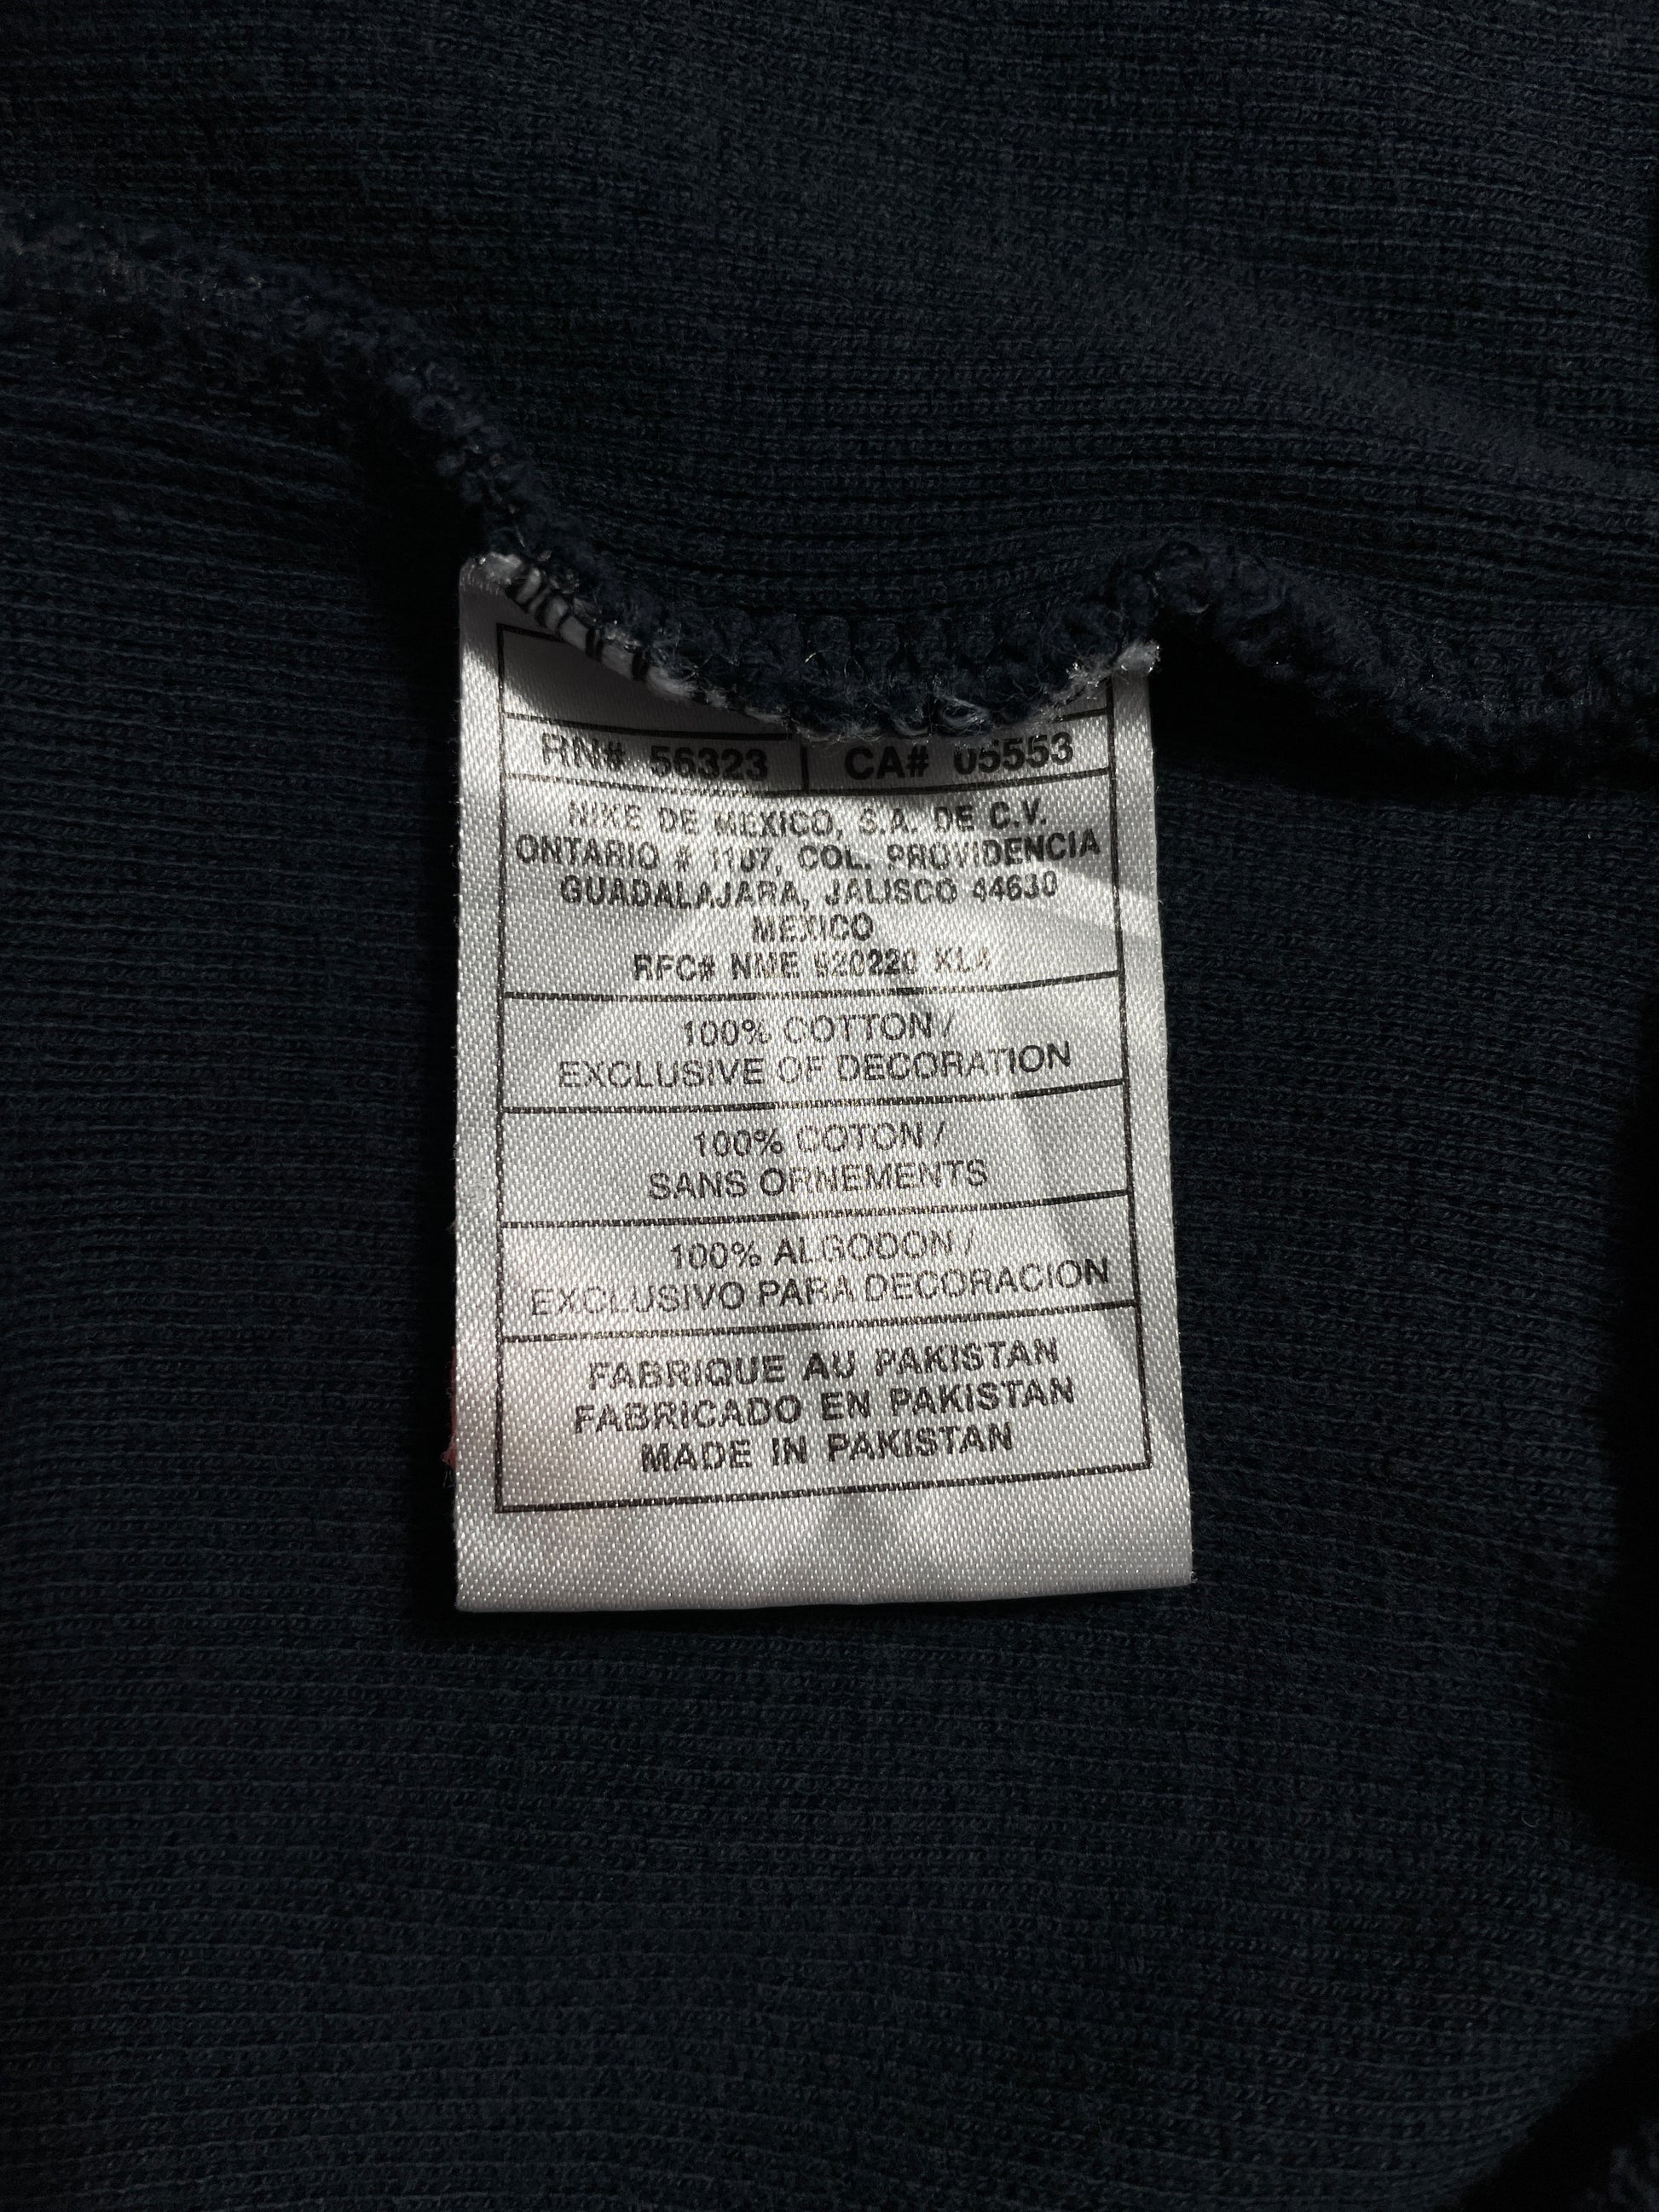 RN# 56323 CA# 05553
NIKE DE MEXICO, S.A. DE C.V.
ONTARIO # 1107, COL. PROVIDENCIA
GUADALAJARA, JALISCO 44630
MEXICO
RFC# NME 920220 XL4
100% COTTON /
EXCLUSIVE OF DECORATION
100% COTON /
SANS ORNEMENTS
100% ALGODON /
EXCLUSIVO PARA DECORACION
FABRIQUE AU PAKISTAN
FABRICADO EN PAKISTAN
MADE IN PAKISTAN